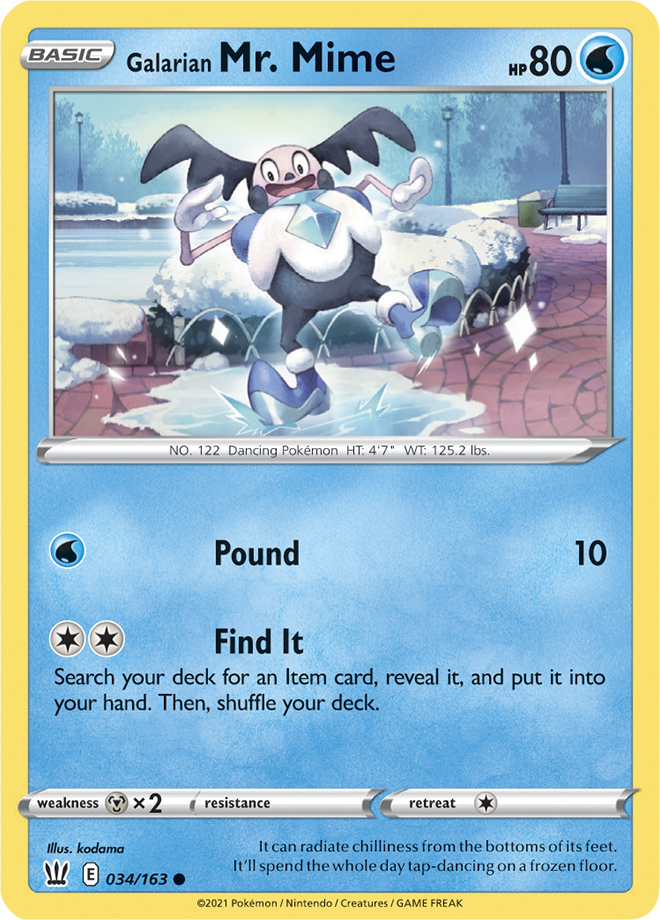 BASIC
Galarian Mr. Mime
HP 80
NO. 122 Dancing Pokémon HT: 4'7" WT: 125.2 lbs.
Pound 10
Find It
Search your deck for an Item card, reveal it, and put it into
your hand. Then, shuffle your deck.
weakness ×2 resistance retreat
Illus. kodama
It can radiate chilliness from the bottoms of its feet.
It'll spend the whole day tap-dancing on a frozen floor.
E 034/163 ●
©2021 Pokémon / Nintendo / Creatures / GAME FREAK